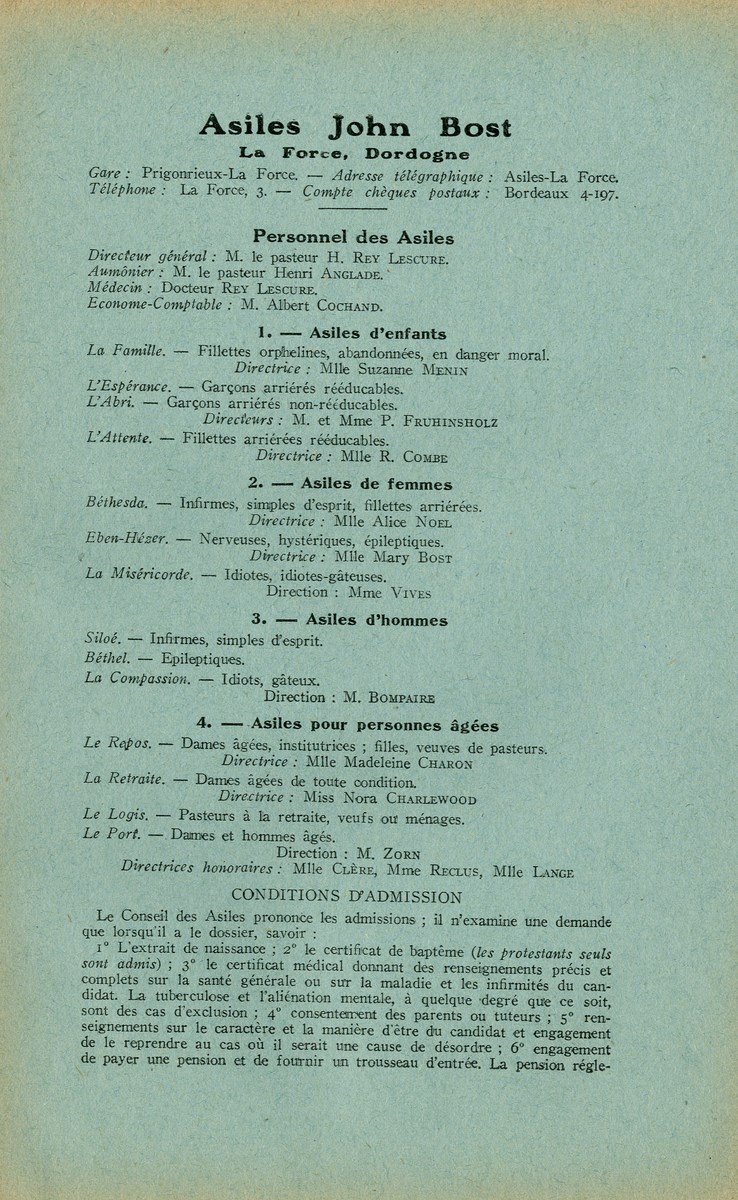 Asiles John Bost
La Force, Dordogne
Gare : Prigonrieux-La Force. — Adresse télégraphique : Asiles-La Force.
Téléphone : La Force, 3. — Compte chèques postaux : Bordeaux 4-197.
Personnel des Asiles
Directeur général : M. le pasteur H. REY LESCURE.
Aumônier : M. le pasteur Henri ANGLADE.
Médecin : Docteur REY LESCURE.
Econome-Comptable : M. Albert COCHAND.
1. — Asiles d'enfants
La Famille. — Fillettes orphelines, abandonnées, en danger moral.
Directrice : Mlle Suzanne MENIN
L'Espérance. — Garçons arriérés rééducables.
L'Abri. — Garçons arriérés non-rééducables.
Directeurs : M. et Mme P. FRUHINSHOLZ
L'Attente. — Fillettes arriérées rééducables.
Directrice : Mlle R. COMBE
2. — Asiles de femmes
Béthesda. — Infirmes, simples d'esprit, fillettes arriérées.
Directrice : Mlle Alice NOEL
Eben-Hézer. — Nerveuses, hystériques, épileptiques.
Directrice : Mlle Mary BOST
La Miséricorde. — Idiotes, idiotes-gâteuses.
Direction : Mme VIVES
3. — Asiles d'hommes
Siloé. — Infirmes, simples d'esprit.
Béthel. — Epileptiques.
La Compassion. — Idiots, gâteux.
Direction : M. BOMPAIRE
4. — Asiles pour personnes âgées
Le Repos. — Dames âgées, institutrices ; filles, veuves de pasteurs.
Directrice : Mlle Madeleine CHARON
La Retraite. — Dames âgées de toute condition.
Directrice : Miss Nora CHARLEWOOD
Le Logis. — Pasteurs à la retraite, veufs ou ménages.
Le Port. — Dames et hommes âgés.
Direction : M. ZORN
Directrices honoraires : Mlle CLÈRE, Mme RECLUS, Mlle LANGE
CONDITIONS D'ADMISSION
Le Conseil des Asiles prononce les admissions ; il n'examine une demande
que lorsqu'il a le dossier, savoir :
1° L'extrait de naissance ; 2° le certificat de baptême (les protestants seuls
sont admis) ; 3° le certificat médical donnant des renseignements précis et
complets sur la santé générale ou sur la maladie et les infirmités du can-
didat. La tuberculose et l'aliénation mentale, à quelque degré que ce soit,
sont des cas d'exclusion ; 4° consentement des parents ou tuteurs ; 5° ren-
seignements sur le caractère et la manière d'être du candidat et engagement
de le reprendre au cas où il serait une cause de désordre ; 6° engagement
de payer une pension et de fournir un trousseau d'entrée. La pension régle-